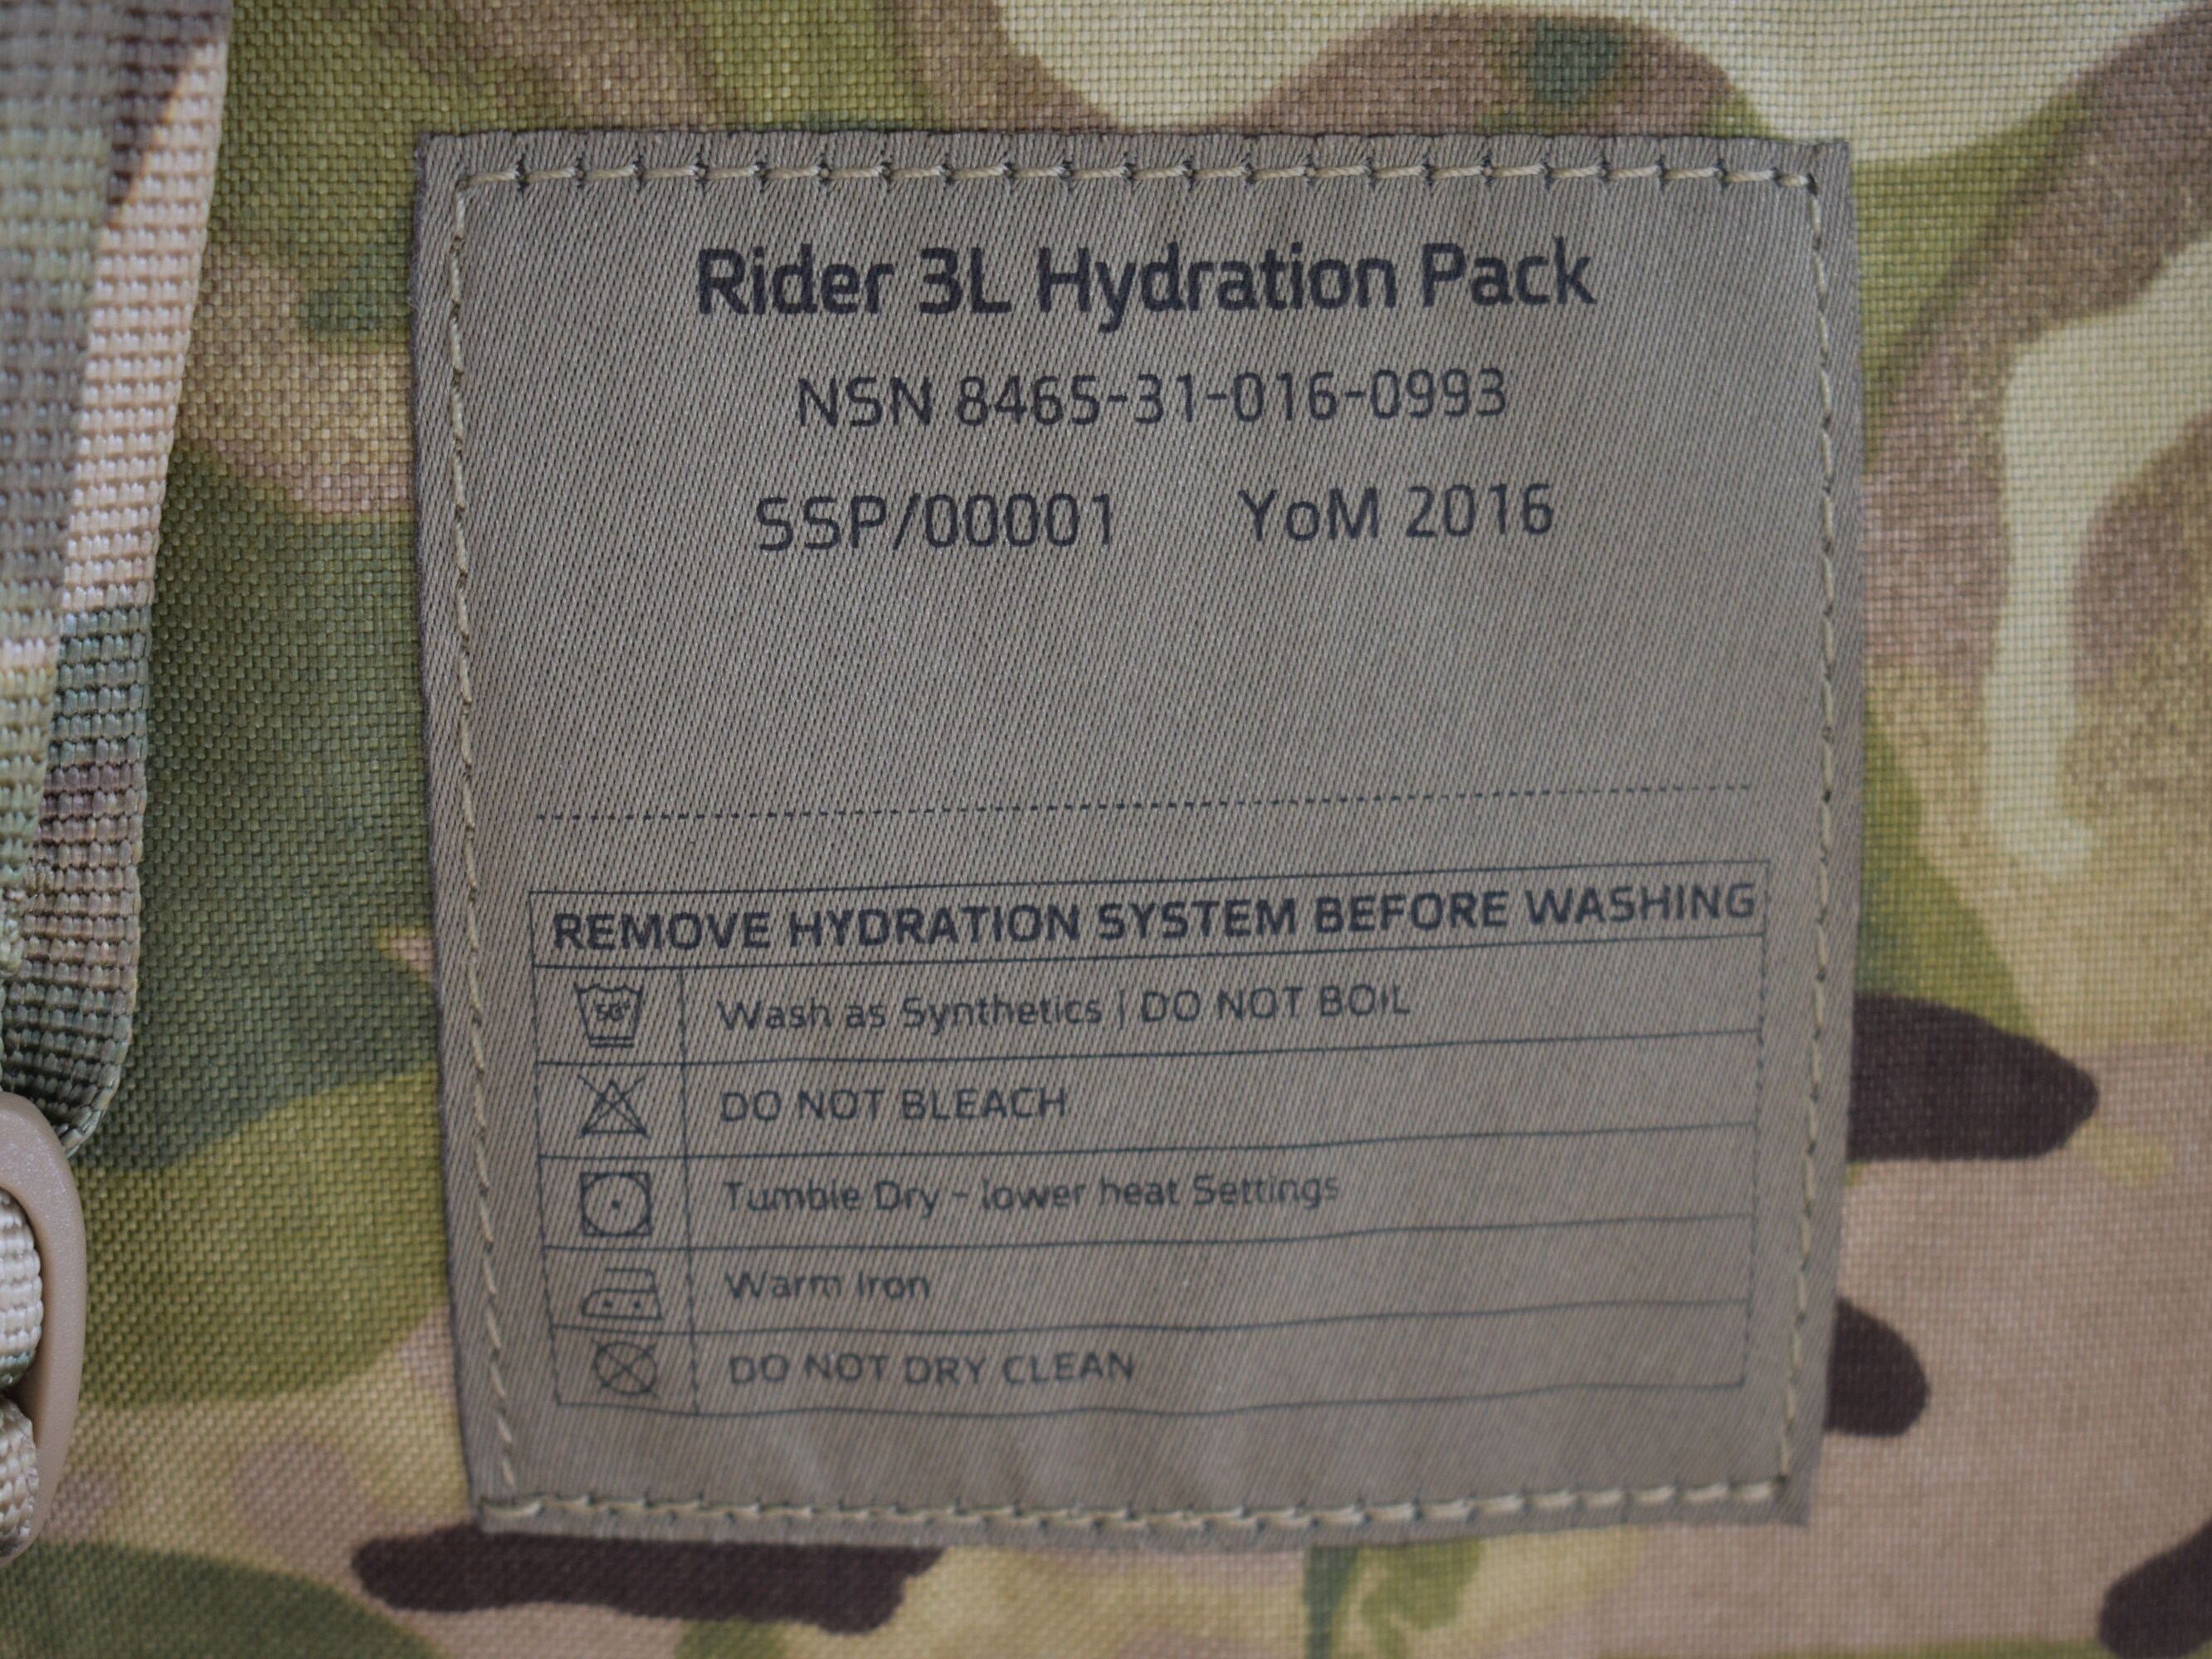 Rider 3L Hydration Pack
NSN 8465-31-016-0993
SSP/00001 YoM 2016
REMOVE HYDRATION SYSTEM BEFORE WASHING
50° Wash as Synthetics | DO NOT BOIL
DO NOT BLEACH
Tumble Dry - lower heat Settings
Warm Iron
DO NOT DRY CLEAN